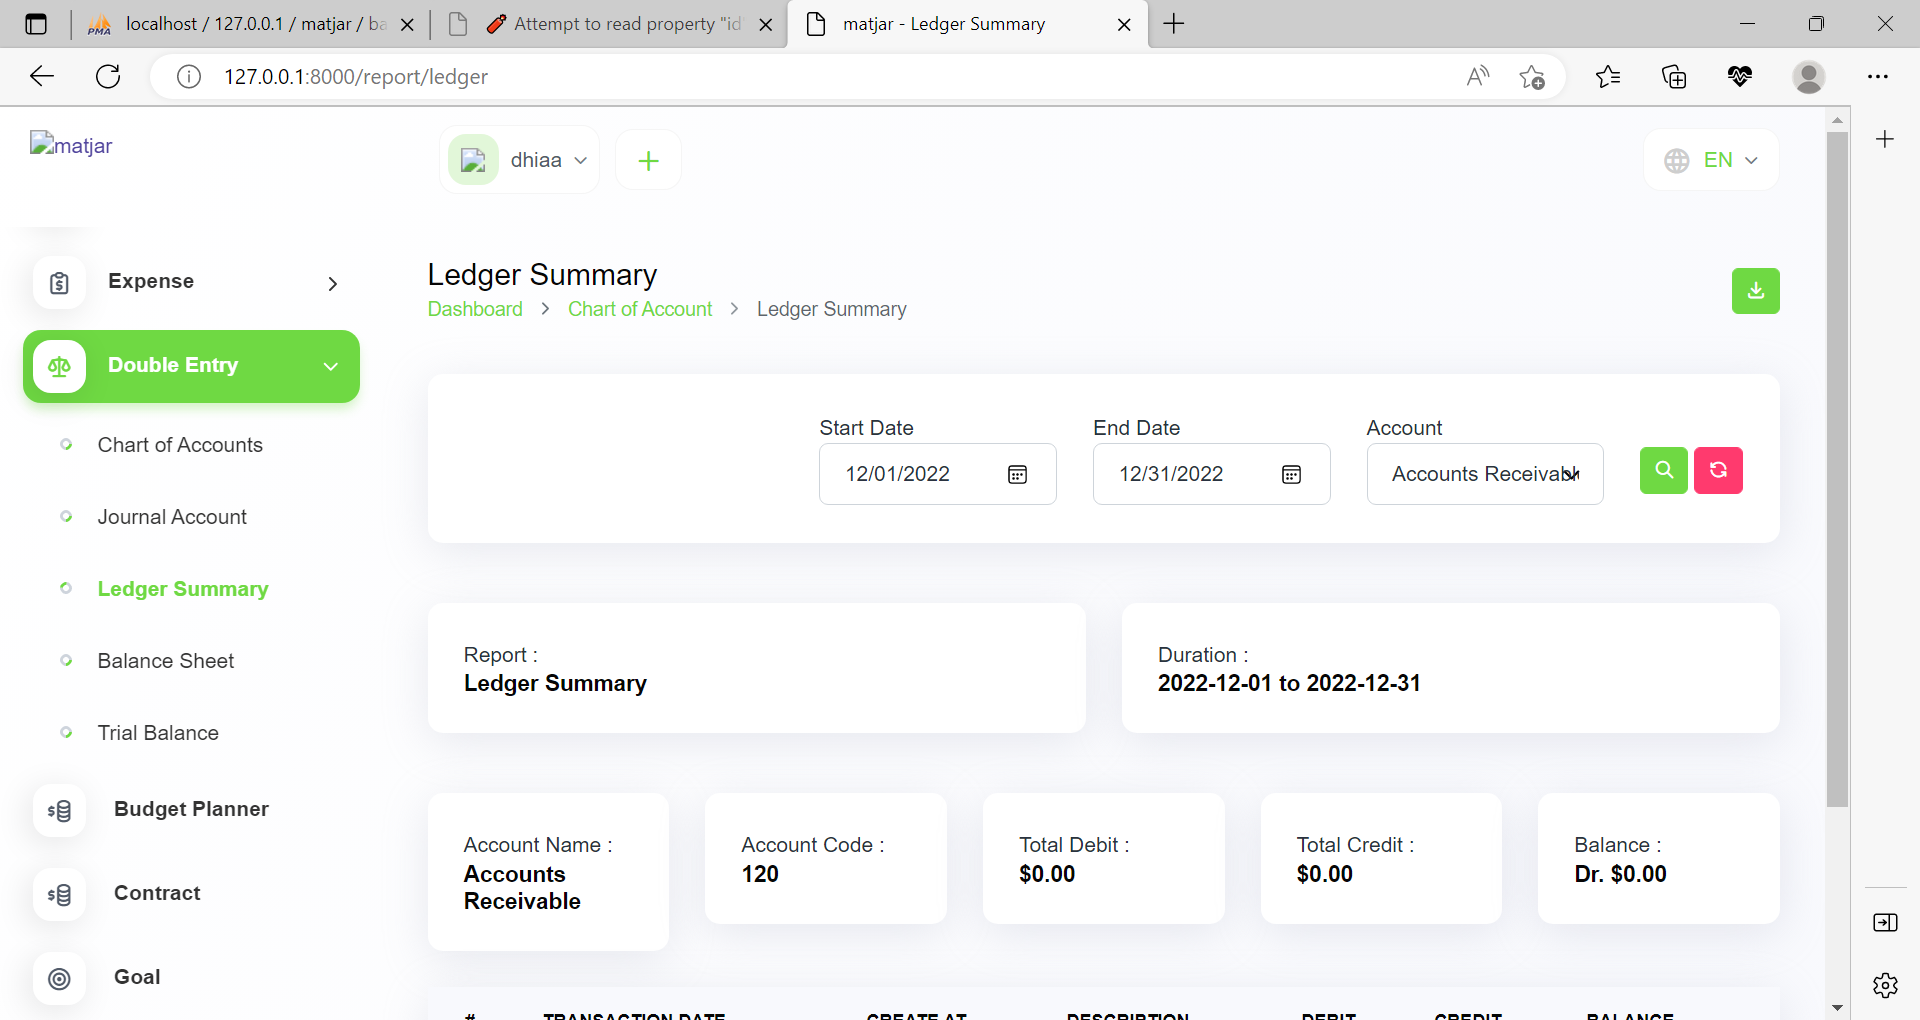 localhost / 127.0.0.1 / matjar / ba
Attempt to read property "id"
matjar - Ledger Summary
127.0.0.1:8000/report/ledger
matjar
dhiaa
EN
Expense
Double Entry
Chart of Accounts
Journal Account
Ledger Summary
Balance Sheet
Trial Balance
Budget Planner
Contract
Goal
Ledger Summary
Dashboard > Chart of Account > Ledger Summary
Start Date
12/01/2022
End Date
12/31/2022
Account
Accounts Receivabl
Report :
Ledger Summary
Duration :
2022-12-01 to 2022-12-31
Account Name :
Accounts
Receivable
Account Code :
120
Total Debit :
$0.00
Total Credit :
$0.00
Balance :
Dr. $0.00
# TRANSACTION DATE CREATE AT DESCRIPTION DEBIT CREDIT BALANCE